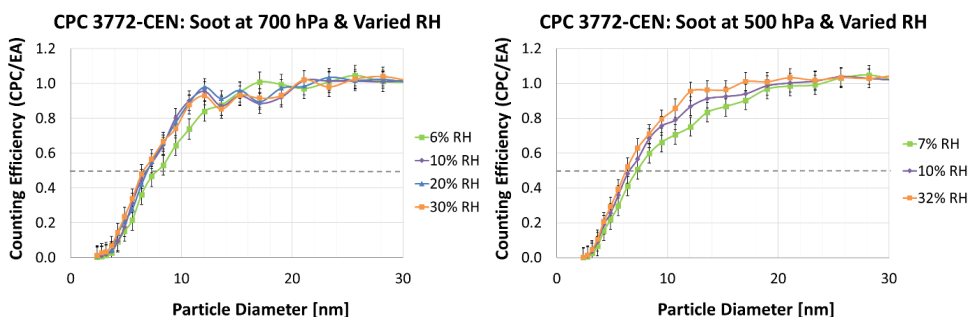 CPC 3772-CEN: Soot at 700 hPa & Varied RH
Counting Efficiency (CPC/EA)
1.2
1.0
0.8
0.6
0.4
0.2
0.0
0
10
20
30
Particle Diameter [nm]
6% RH
10% RH
20% RH
30% RH
CPC 3772-CEN: Soot at 500 hPa & Varied RH
Counting Efficiency (CPC/EA)
1.2
1.0
0.8
0.6
0.4
0.2
0.0
0
10
20
30
Particle Diameter [nm]
7% RH
10% RH
32% RH